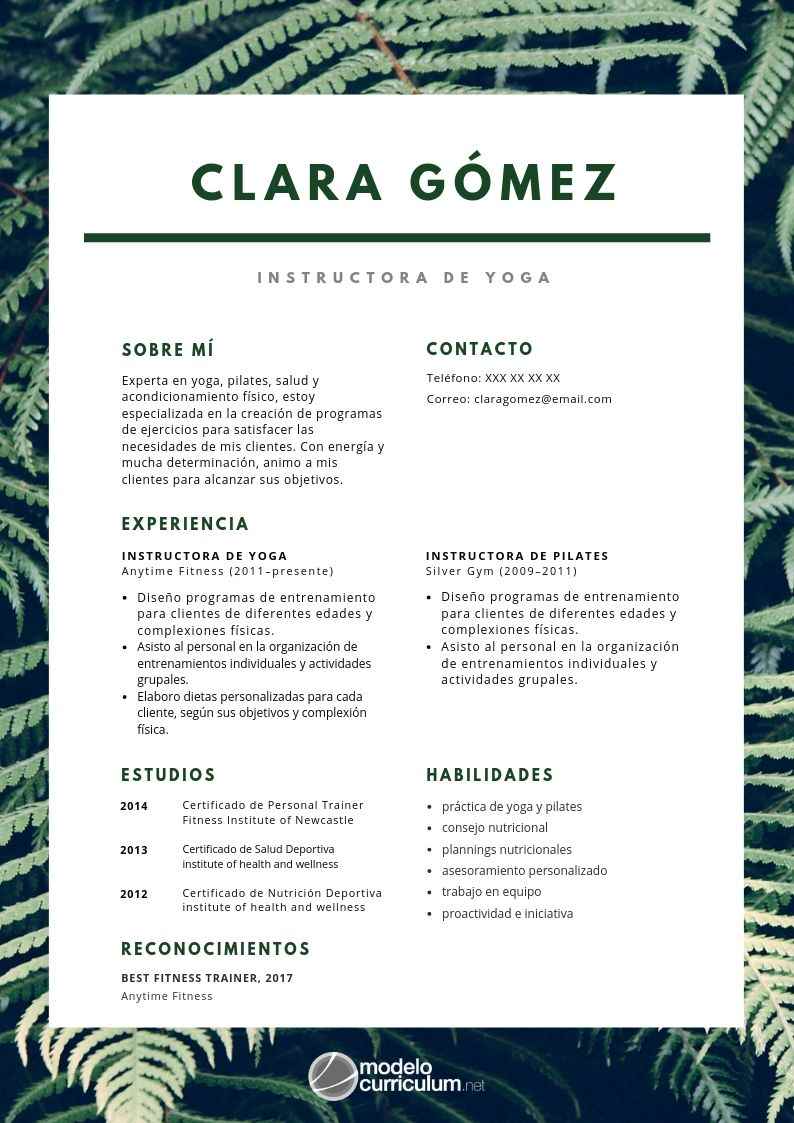 CLARA GÓMEZ
INSTRUCTORA DE YOGA
SOBRE MÍ
Experta en yoga, pilates, salud y
acondicionamiento físico, estoy
especializada en la creación de programas
de ejercicios para satisfacer las
necesidades de mis clientes. Con energía y
mucha determinación, animo a mis
clientes para alcanzar sus objetivos.
CONTACTO
Teléfono: XXX XX XX XX
Correo: claragomez@email.com
EXPERIENCIA
INSTRUCTORA DE YOGA
Anytime Fitness (2011–presente)
• Diseño programas de entrenamiento
para clientes de diferentes edades y
complexiones físicas.
• Asisto al personal en la organización de
entrenamientos individuales y actividades
grupales.
• Elaboro dietas personalizadas para cada
cliente, según sus objetivos y complexión
física.
INSTRUCTORA DE PILATES
Silver Gym (2009–2011)
• Diseño programas de entrenamiento
para clientes de diferentes edades y
complexiones físicas.
• Asisto al personal en la organización
de entrenamientos individuales y
actividades grupales.
ESTUDIOS
2014 Certificado de Personal Trainer
Fitness Institute of Newcastle
2013 Certificado de Salud Deportiva
institute of health and wellness
2012 Certificado de Nutrición Deportiva
institute of health and wellness
HABILIDADES
• práctica de yoga y pilates
• consejo nutricional
• plannings nutricionales
• asesoramiento personalizado
• trabajo en equipo
• proactividad e iniciativa
RECONOCIMIENTOS
BEST FITNESS TRAINER, 2017
Anytime Fitness
modelo
curriculum.net